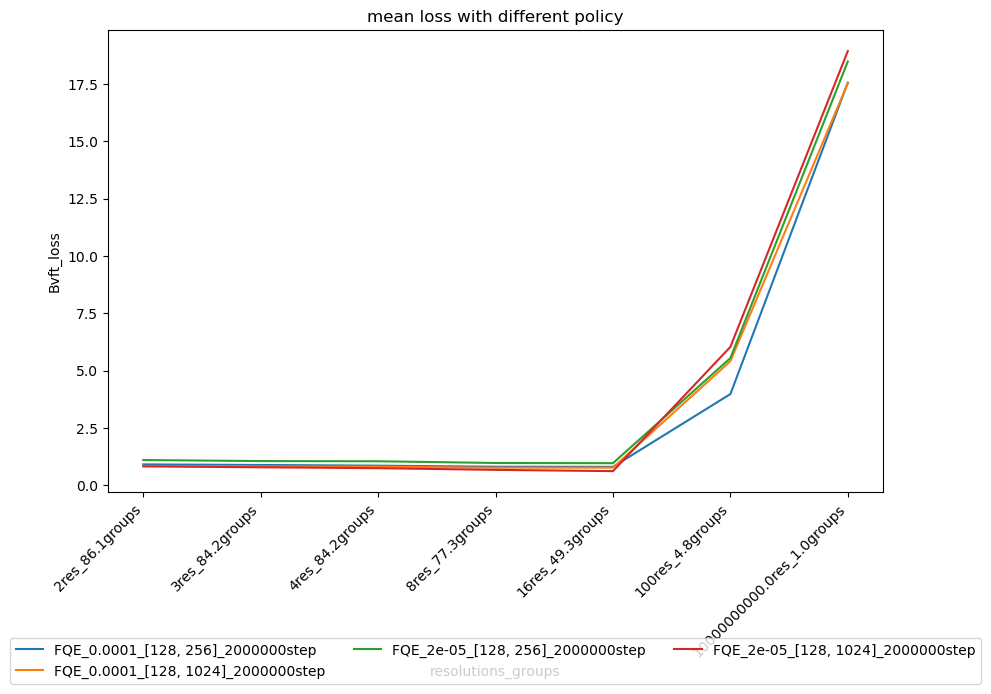 mean loss with different policy
Bvft_loss
17.5
15.0
12.5
10.0
7.5
5.0
2.5
0.0
2res_86.1groups
3res_84.2groups
4res_84.2groups
8res_77.3groups
16res_49.3groups
100res_4.8groups
resolutions_groups
FQE_0.0001_[128, 256]_2000000step
FQE_0.0001_[128, 1024]_2000000step
FQE_2e-05_[128, 256]_2000000step
FQE_2e-05_[128, 1024]_2000000step